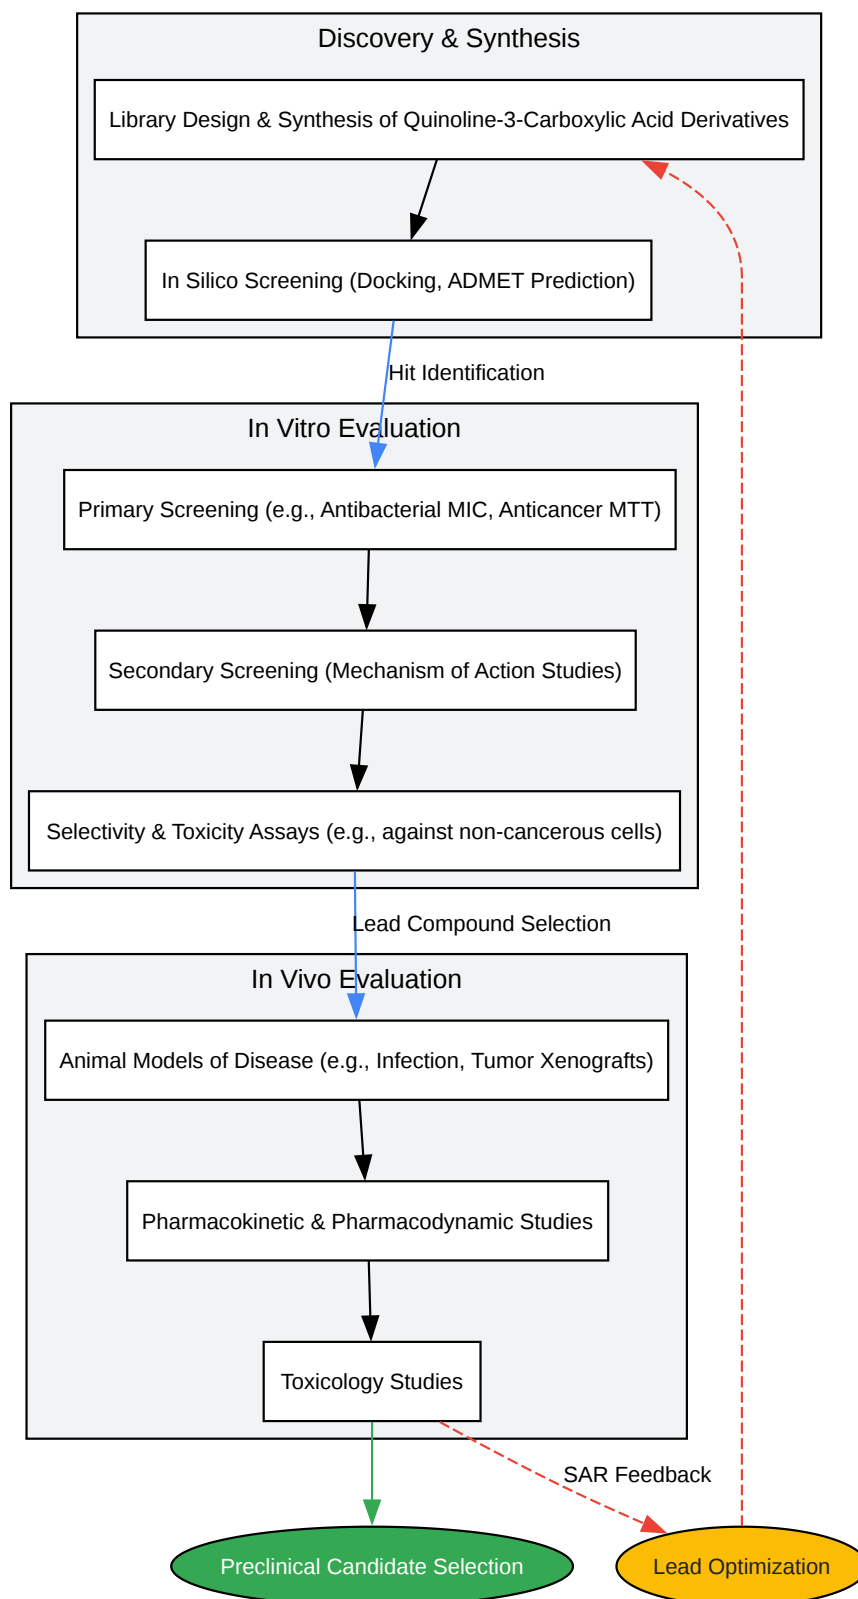 Discovery & Synthesis
Library Design & Synthesis of Quinoline-3-Carboxylic Acid Derivatives
In Silico Screening (Docking, ADMET Prediction)
Hit Identification
In Vitro Evaluation
Primary Screening (e.g., Antibacterial MIC, Anticancer MTT)
Secondary Screening (Mechanism of Action Studies)
Selectivity & Toxicity Assays (e.g., against non-cancerous cells)
Lead Compound Selection
In Vivo Evaluation
Animal Models of Disease (e.g., Infection, Tumor Xenografts)
Pharmacokinetic & Pharmacodynamic Studies
Toxicology Studies
SAR Feedback
Preclinical Candidate Selection
Lead Optimization